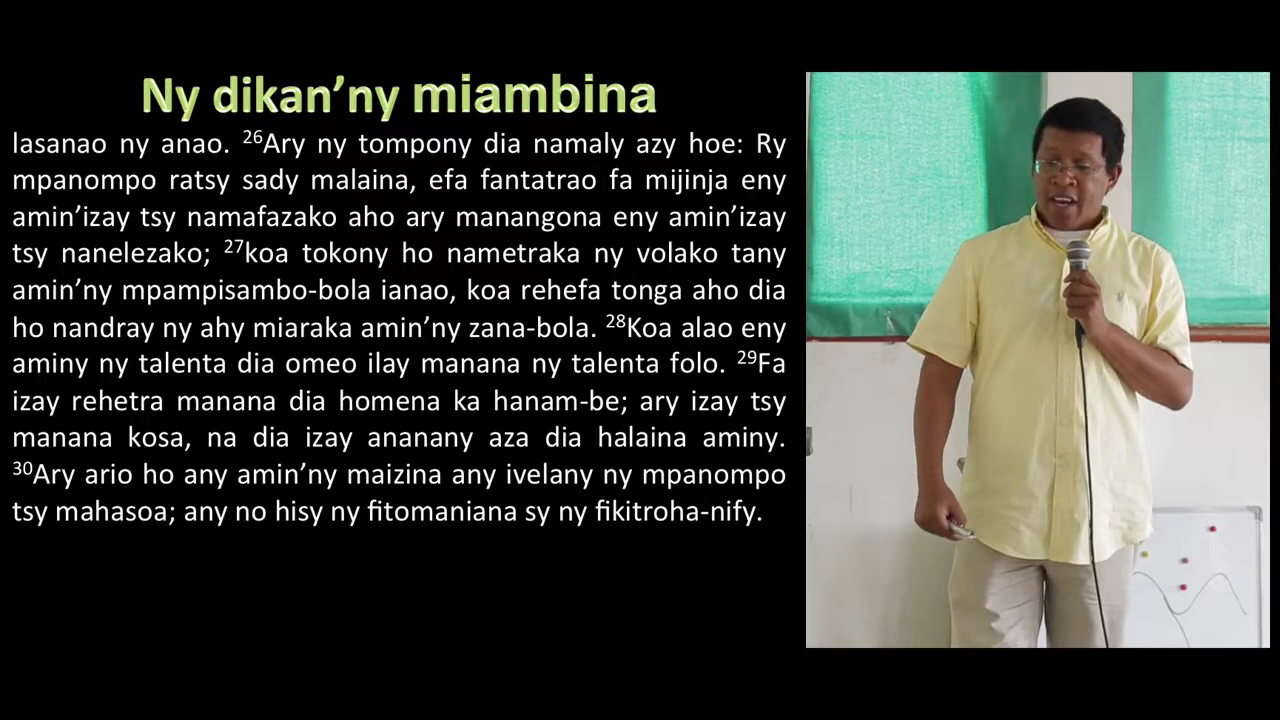 Ny dikan’ny miambina
lasanao ny anao. ²⁶Ary ny tompony dia namaly azy hoe: Ry
mpanompo ratsy sady malaina, efa fantatrao fa mijinja eny
amin’izay tsy namafazako aho ary manangona eny amin’izay
tsy nanelezako; ²⁷koa tokony ho nametraka ny volako tany
amin’ny mpampisambo-bola ianao, koa rehefa tonga aho dia
ho nandray ny ahy miaraka amin’ny zana-bola. ²⁸Koa alao eny
aminy ny talenta dia omeo ilay manana ny talenta folo. ²⁹Fa
izay rehetra manana dia homena ka hanam-be; ary izay tsy
manana kosa, na dia izay ananany aza dia halaina aminy.
³⁰Ary ario ho any amin’ny maizina any ivelany ny mpanompo
tsy mahasoa; any no hisy ny fitomaniana sy ny fikitroha-nify.